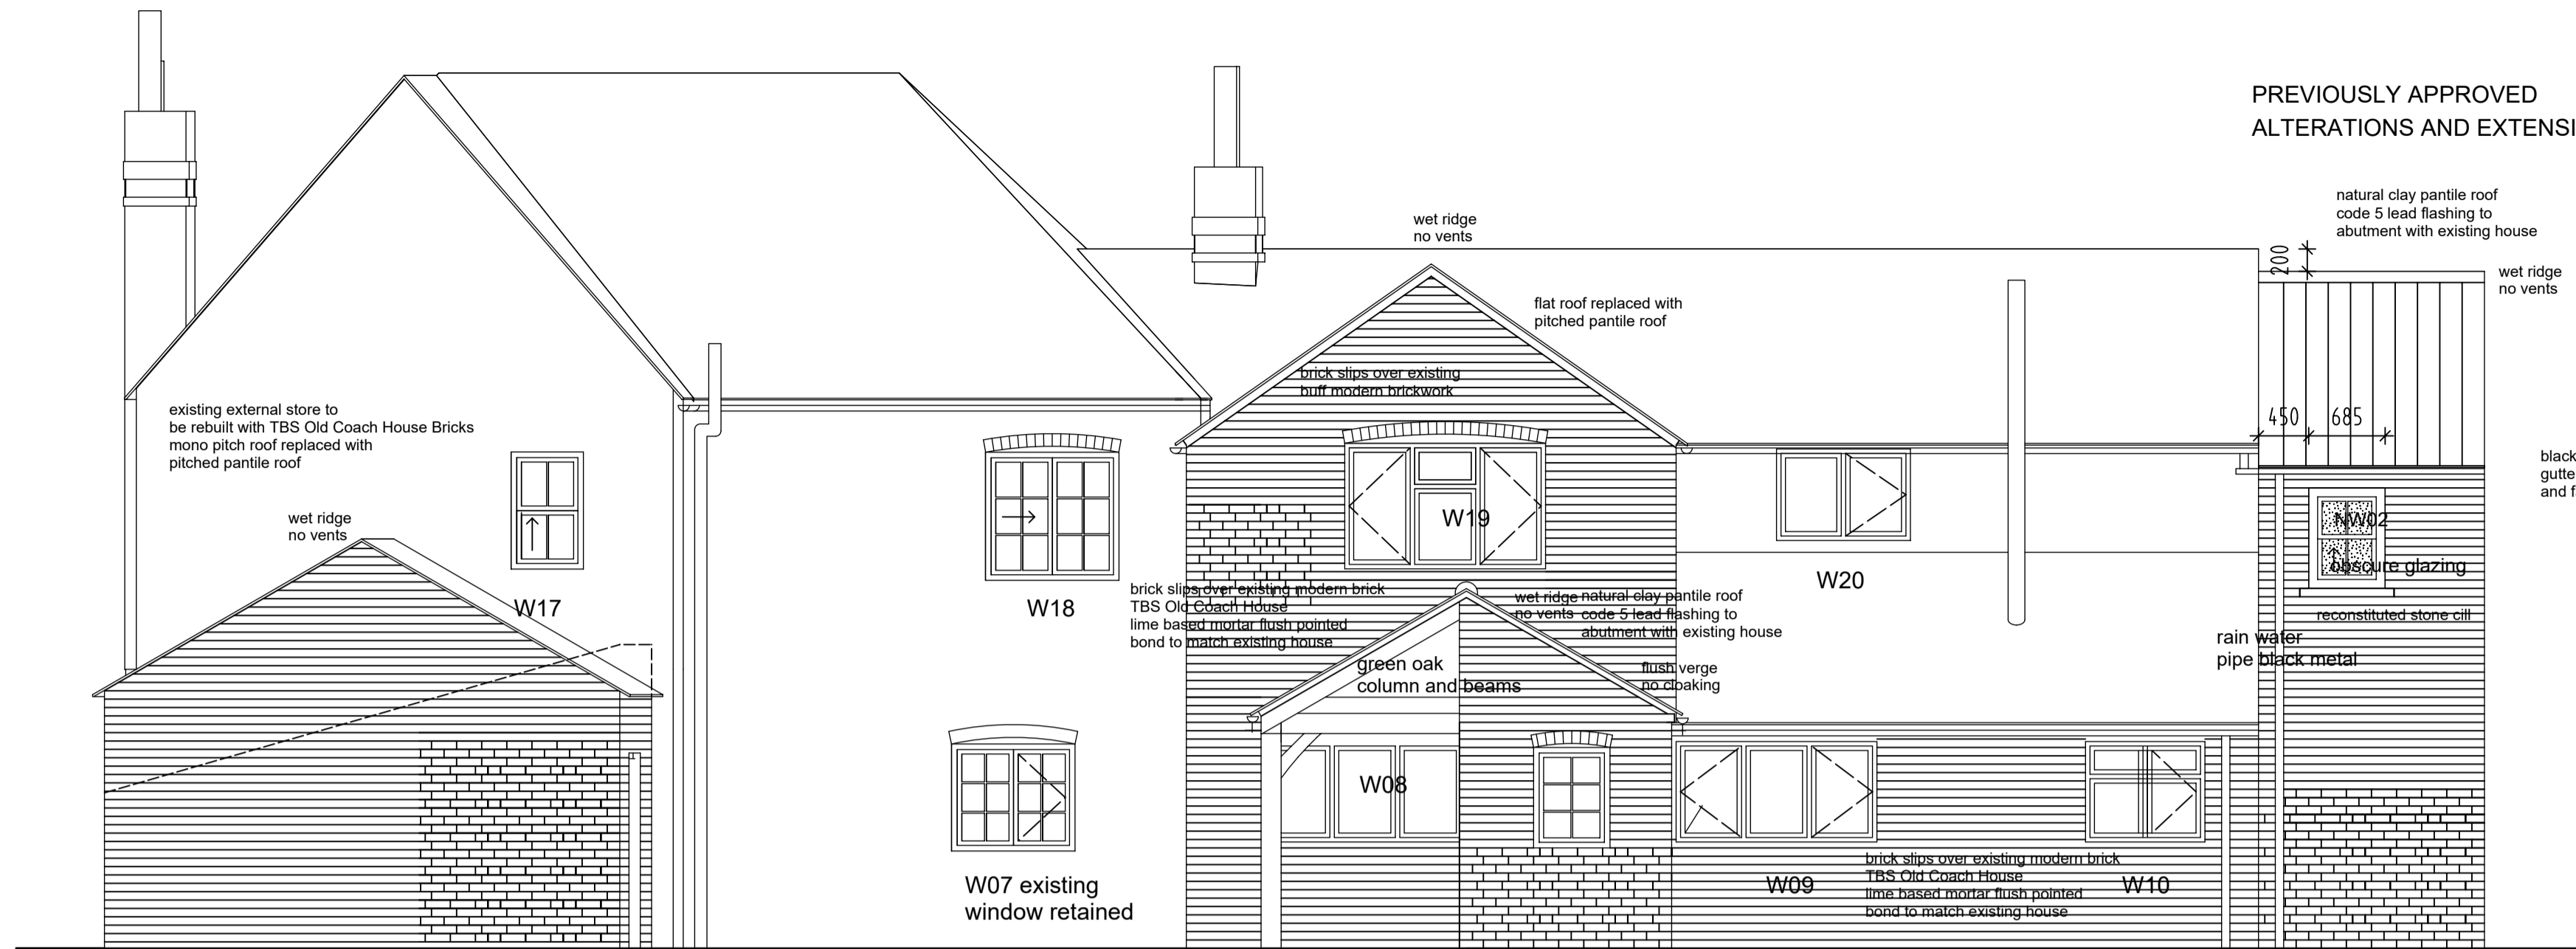 PREVIOUSLY APPROVED
ALTERATIONS AND EXTENSI
natural clay pantile roof
code 5 lead flashing to
abutment with existing house
wet ridge
no vents
200
wet ridge
no vents
flat roof replaced with
pitched pantile roof
brick slips over existing
buff modern brickwork
existing external store to
be rebuilt with TBS Old Coach House Bricks
mono pitch roof replaced with
pitched pantile roof
450
685
black
gutte
and f
wet ridge
no vents
W17
W18
W19
W20
NW02
obscure glazing
reconstituted stone cill
brick slips over existing modern brick
TBS Old Coach House
lime based mortar flush pointed
bond to match existing house
wet ridge
no vents
natural clay pantile roof
code 5 lead flashing to
abutment with existing house
rain water
pipe black metal
green oak
column and beams
flush verge
no cloaking
W08
W07 existing
window retained
W09
brick slips over existing modern brick
TBS Old Coach House
lime based mortar flush pointed
bond to match existing house
W10